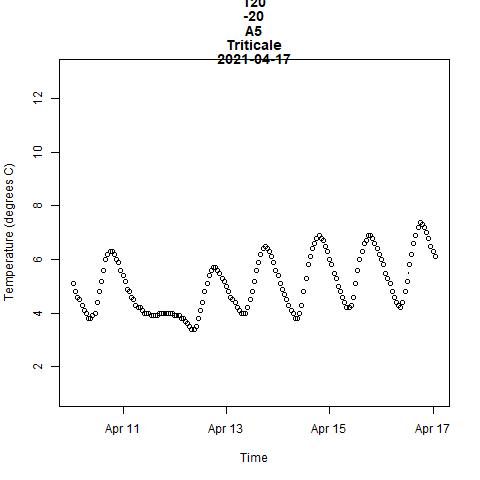 120
-20
A5
Triticale
2021-04-17
12
10
8
6
4
2
Temperature (degrees C)
Apr 11
Apr 13
Apr 15
Apr 17
Time